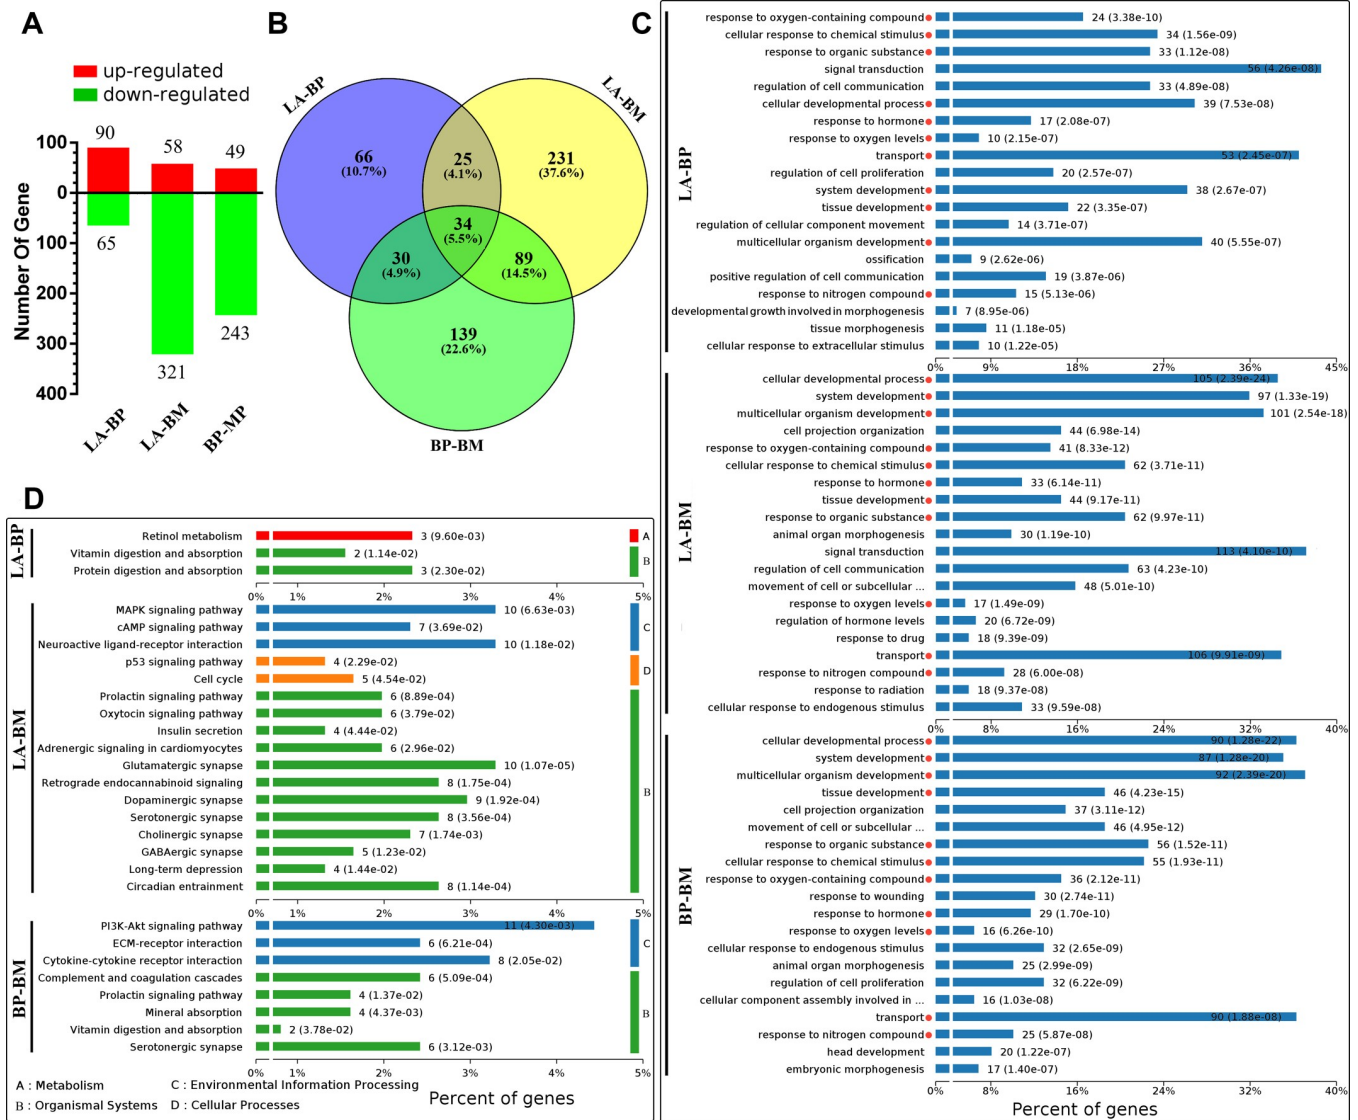 A
up-regulated
down-regulated
Number Of Gene
100
0
100
200
300
400
90
58
49
65
321
243
LA-BP
LA-BM
BP-MP
B
LA-BP
LA-BM
BP-BM
66
(10.7%)
25
(4.1%)
231
(37.6%)
34
(5.5%)
30
(4.9%)
89
(14.5%)
139
(22.6%)
C
LA-BP
response to oxygen-containing compound 24 (3.38e-10)
cellular response to chemical stimulus 34 (1.56e-09)
response to organic substance 33 (1.12e-08)
signal transduction 56 (4.26e-08)
regulation of cell communication 33 (4.89e-08)
cellular developmental process 39 (7.53e-08)
response to hormone 17 (2.08e-07)
response to oxygen levels 10 (2.15e-07)
transport 53 (2.45e-07)
regulation of cell proliferation 20 (2.57e-07)
system development 38 (2.67e-07)
tissue development 22 (3.35e-07)
regulation of cellular component movement 14 (3.71e-07)
multicellular organism development 40 (5.55e-07)
ossification 9 (2.62e-06)
positive regulation of cell communication 19 (3.87e-06)
response to nitrogen compound 15 (5.13e-06)
developmental growth involved in morphogenesis 7 (8.95e-06)
tissue morphogenesis 11 (1.18e-05)
cellular response to extracellular stimulus 10 (1.22e-05)
0% 9% 18% 27% 36% 45%
LA-BM
cellular developmental process 105 (2.39e-24)
system development 97 (1.33e-19)
multicellular organism development 101 (2.54e-18)
cell projection organization 44 (6.98e-14)
response to oxygen-containing compound 41 (8.33e-12)
cellular response to chemical stimulus 62 (3.71e-11)
response to hormone 33 (6.14e-11)
tissue development 44 (9.17e-11)
response to organic substance 62 (9.97e-11)
animal organ morphogenesis 30 (1.19e-10)
signal transduction 113 (4.10e-10)
regulation of cell communication 63 (4.23e-10)
movement of cell or subcellular ... 48 (5.01e-10)
response to oxygen levels 17 (1.49e-09)
regulation of hormone levels 20 (6.72e-09)
response to drug 18 (9.39e-09)
transport 106 (9.91e-09)
response to nitrogen compound 28 (6.00e-08)
response to radiation 18 (9.37e-08)
cellular response to endogenous stimulus 33 (9.59e-08)
0% 8% 16% 24% 32% 40%
BP-BM
cellular developmental process 90 (1.28e-22)
system development 87 (1.28e-20)
multicellular organism development 92 (2.39e-20)
tissue development 46 (4.23e-15)
cell projection organization 37 (3.11e-12)
movement of cell or subcellular ... 46 (4.95e-12)
response to organic substance 56 (1.52e-11)
cellular response to chemical stimulus 55 (1.93e-11)
response to oxygen-containing compound 36 (2.12e-11)
response to wounding 30 (2.74e-11)
response to hormone 29 (1.70e-10)
response to oxygen levels 16 (6.26e-10)
cellular response to endogenous stimulus 32 (2.65e-09)
animal organ morphogenesis 25 (2.99e-09)
regulation of cell proliferation 32 (6.22e-09)
cellular component assembly involved in ... 16 (1.03e-08)
transport 90 (1.88e-08)
response to nitrogen compound 25 (5.87e-08)
head development 20 (1.22e-07)
embryonic morphogenesis 17 (1.40e-07)
0% 8% 16% 24% 32% 40%
Percent of genes
D
LA-BP
Retinol metabolism 3 (9.60e-03) A
Vitamin digestion and absorption 2 (1.14e-02)
B
Protein digestion and absorption 3 (2.30e-02)
0% 1% 2% 3% 4% 5%
LA-BM
MAPK signaling pathway 10 (6.63e-03)
cAMP signaling pathway 7 (3.69e-02) C
Neuroactive ligand-receptor interaction 10 (1.18e-02)
p53 signaling pathway 4 (2.29e-02)
D
Cell cycle 5 (4.54e-02)
Prolactin signaling pathway 6 (8.89e-04)
Oxytocin signaling pathway 6 (3.79e-02)
Insulin secretion 4 (4.44e-02)
Adrenergic signaling in cardiomyocytes 6 (2.96e-02)
Glutamatergic synapse 10 (1.07e-05)
Retrograde endocannabinoid signaling 8 (1.75e-04)
B
Dopaminergic synapse 9 (1.92e-04)
Serotonergic synapse 8 (3.56e-04)
Cholinergic synapse 7 (1.74e-03)
GABAergic synapse 5 (1.23e-02)
Long-term depression 4 (1.44e-02)
Circadian entrainment 8 (1.14e-04)
0% 1% 2% 3% 4% 5%
BP-BM
PI3K-Akt signaling pathway 11 (4.30e-03)
ECM-receptor interaction 6 (6.21e-04) C
Cytokine-cytokine receptor interaction 8 (2.05e-02)
Complement and coagulation cascades 6 (5.09e-04)
Prolactin signaling pathway 4 (1.37e-02)
Mineral absorption 4 (4.37e-03) B
Vitamin digestion and absorption 2 (3.78e-02)
Serotonergic synapse 6 (3.12e-03)
0% 1% 2% 3% 4% 5%
A : Metabolism C : Environmental Information Processing
B : Organismal Systems D : Cellular Processes
Percent of genes